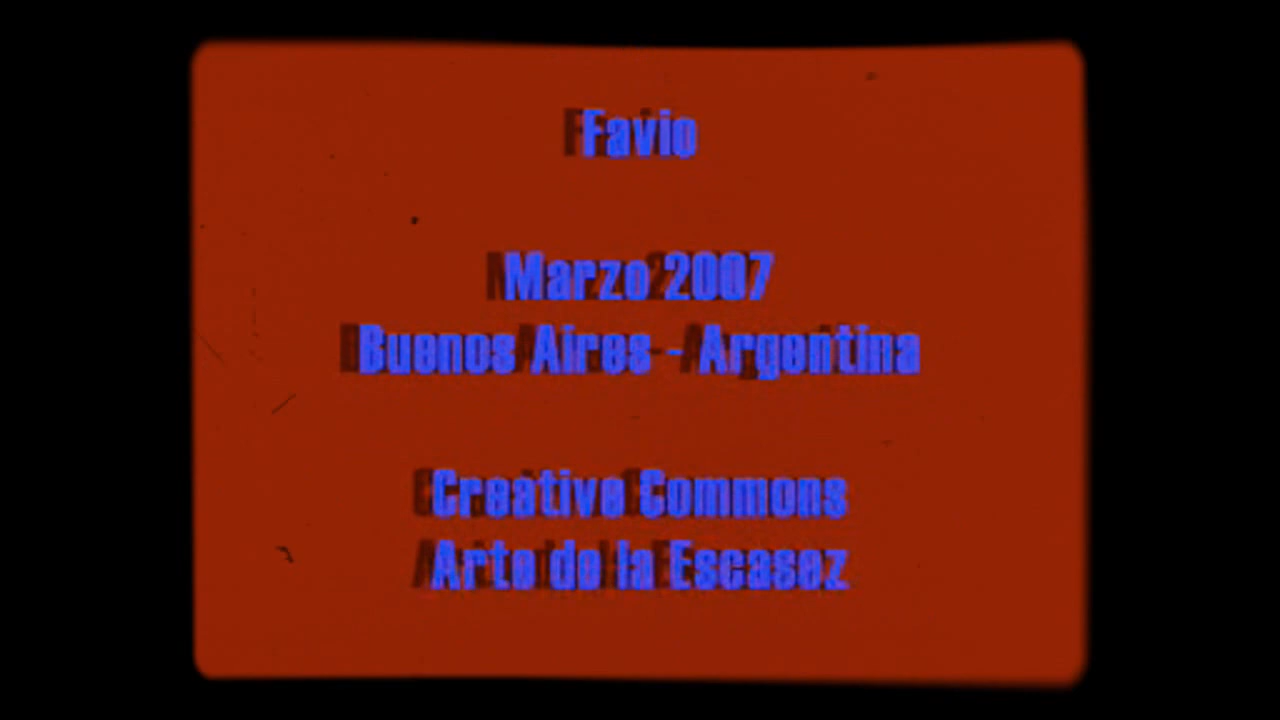 Favio
Marzo 2007
Buenos Aires - Argentina
Creative Commons
Arte de la Escasez